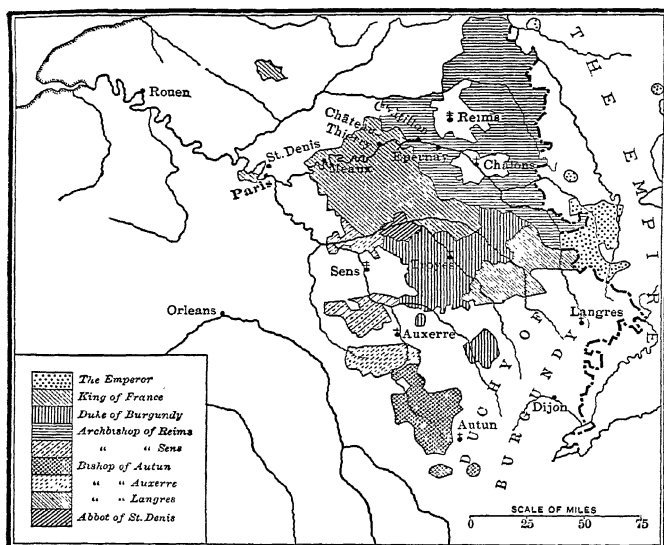 THE EMPIRE
Rouen
Reims
Château
Thierry
Châtillon
St. Denis
Epernay
Châlons
Paris
Meaux
Troyes
Sens
Langres
Orleans
Auxerre
DUCHY OF
BURGUNDY
Dijon
Autun
The Emperor
King of France
Duke of Burgundy
Archbishop of Reims
“ “ Sens
Bishop of Autun
“ “ Auxerre
“ “ Langres
Abbot of St. Denis
SCALE OF MILES
0 25 50 75